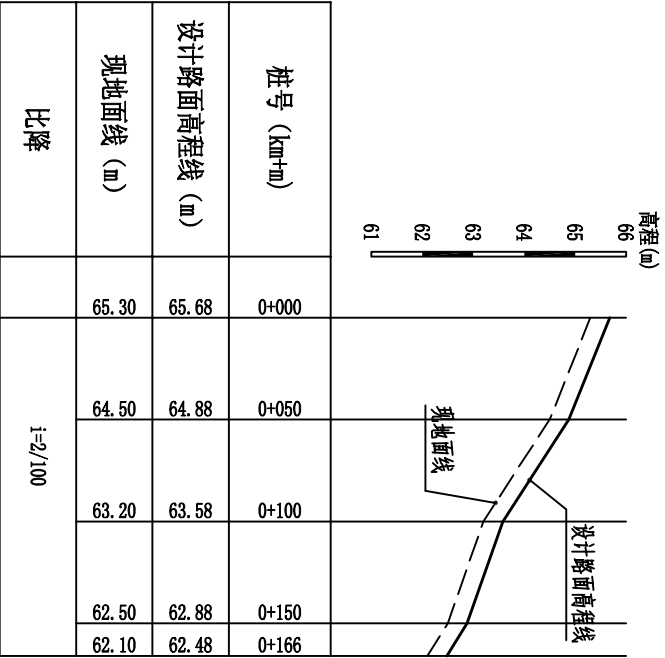 高程(m)
66
65
64
63
62
61
现地面线
设计路面高程线
桩号 (km+m)
0+000
0+050
0+100
0+150
0+166
设计路面高程线 (m)
65.68
64.88
63.58
62.88
62.48
现地面线 (m)
65.30
64.50
63.20
62.50
62.10
比降
i=2/100